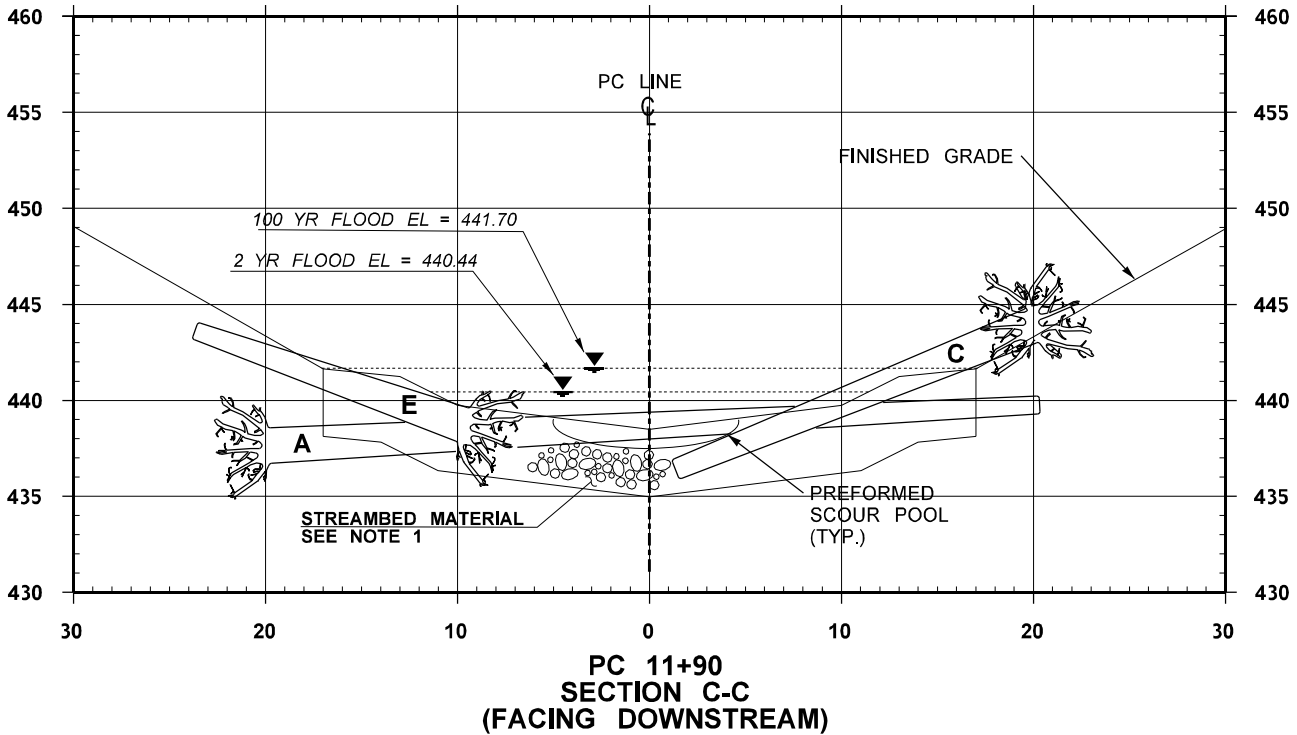 460
460
PC LINE
CL
455
455
FINISHED GRADE
450
450
100 YR FLOOD EL = 441.70
2 YR FLOOD EL = 440.44
445
445
C
440
440
E
A
435
435
PREFORMED
SCOUR POOL
(TYP.)
STREAMBED MATERIAL
SEE NOTE 1
430
430
30
20
10
0
10
20
30
PC 11+90
SECTION C-C
(FACING DOWNSTREAM)